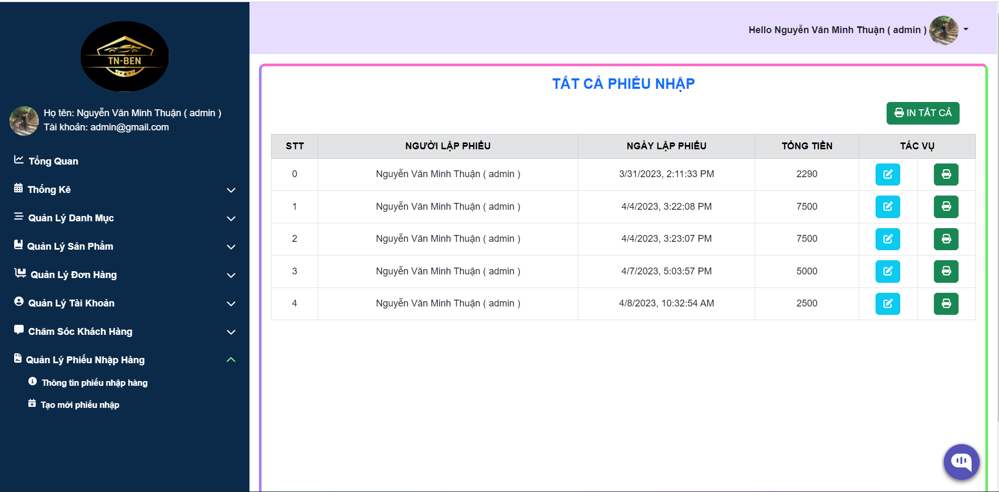 TN-BEN
Họ tên: Nguyễn Văn Minh Thuận ( admin )
Tài khoản: admin@gmail.com
Tổng Quan
Thống Kê
Quản Lý Danh Mục
Quản Lý Sản Phẩm
Quản Lý Đơn Hàng
Quản Lý Tài Khoản
Chăm Sóc Khách Hàng
Quản Lý Phiếu Nhập Hàng
Thông tin phiếu nhập hàng
Tạo mới phiếu nhập
Hello Nguyễn Văn Minh Thuận ( admin )
TẤT CẢ PHIẾU NHẬP
IN TẤT CẢ
STT NGƯỜI LẬP PHIẾU NGÀY LẬP PHIẾU TỔNG TIỀN TÁC VỤ
0 Nguyễn Văn Minh Thuận ( admin ) 3/31/2023, 2:11:33 PM 2290
1 Nguyễn Văn Minh Thuận ( admin ) 4/4/2023, 3:22:08 PM 7500
2 Nguyễn Văn Minh Thuận ( admin ) 4/4/2023, 3:23:07 PM 7500
3 Nguyễn Văn Minh Thuận ( admin ) 4/7/2023, 5:03:57 PM 5000
4 Nguyễn Văn Minh Thuận ( admin ) 4/8/2023, 10:32:54 AM 2500